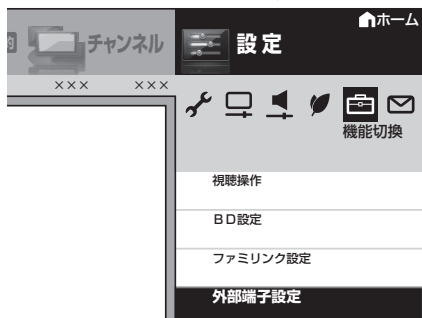 ホーム
チャンネル
設定
××× ×××
機能切換
視聴操作
BD設定
ファミリンク設定
外部端子設定